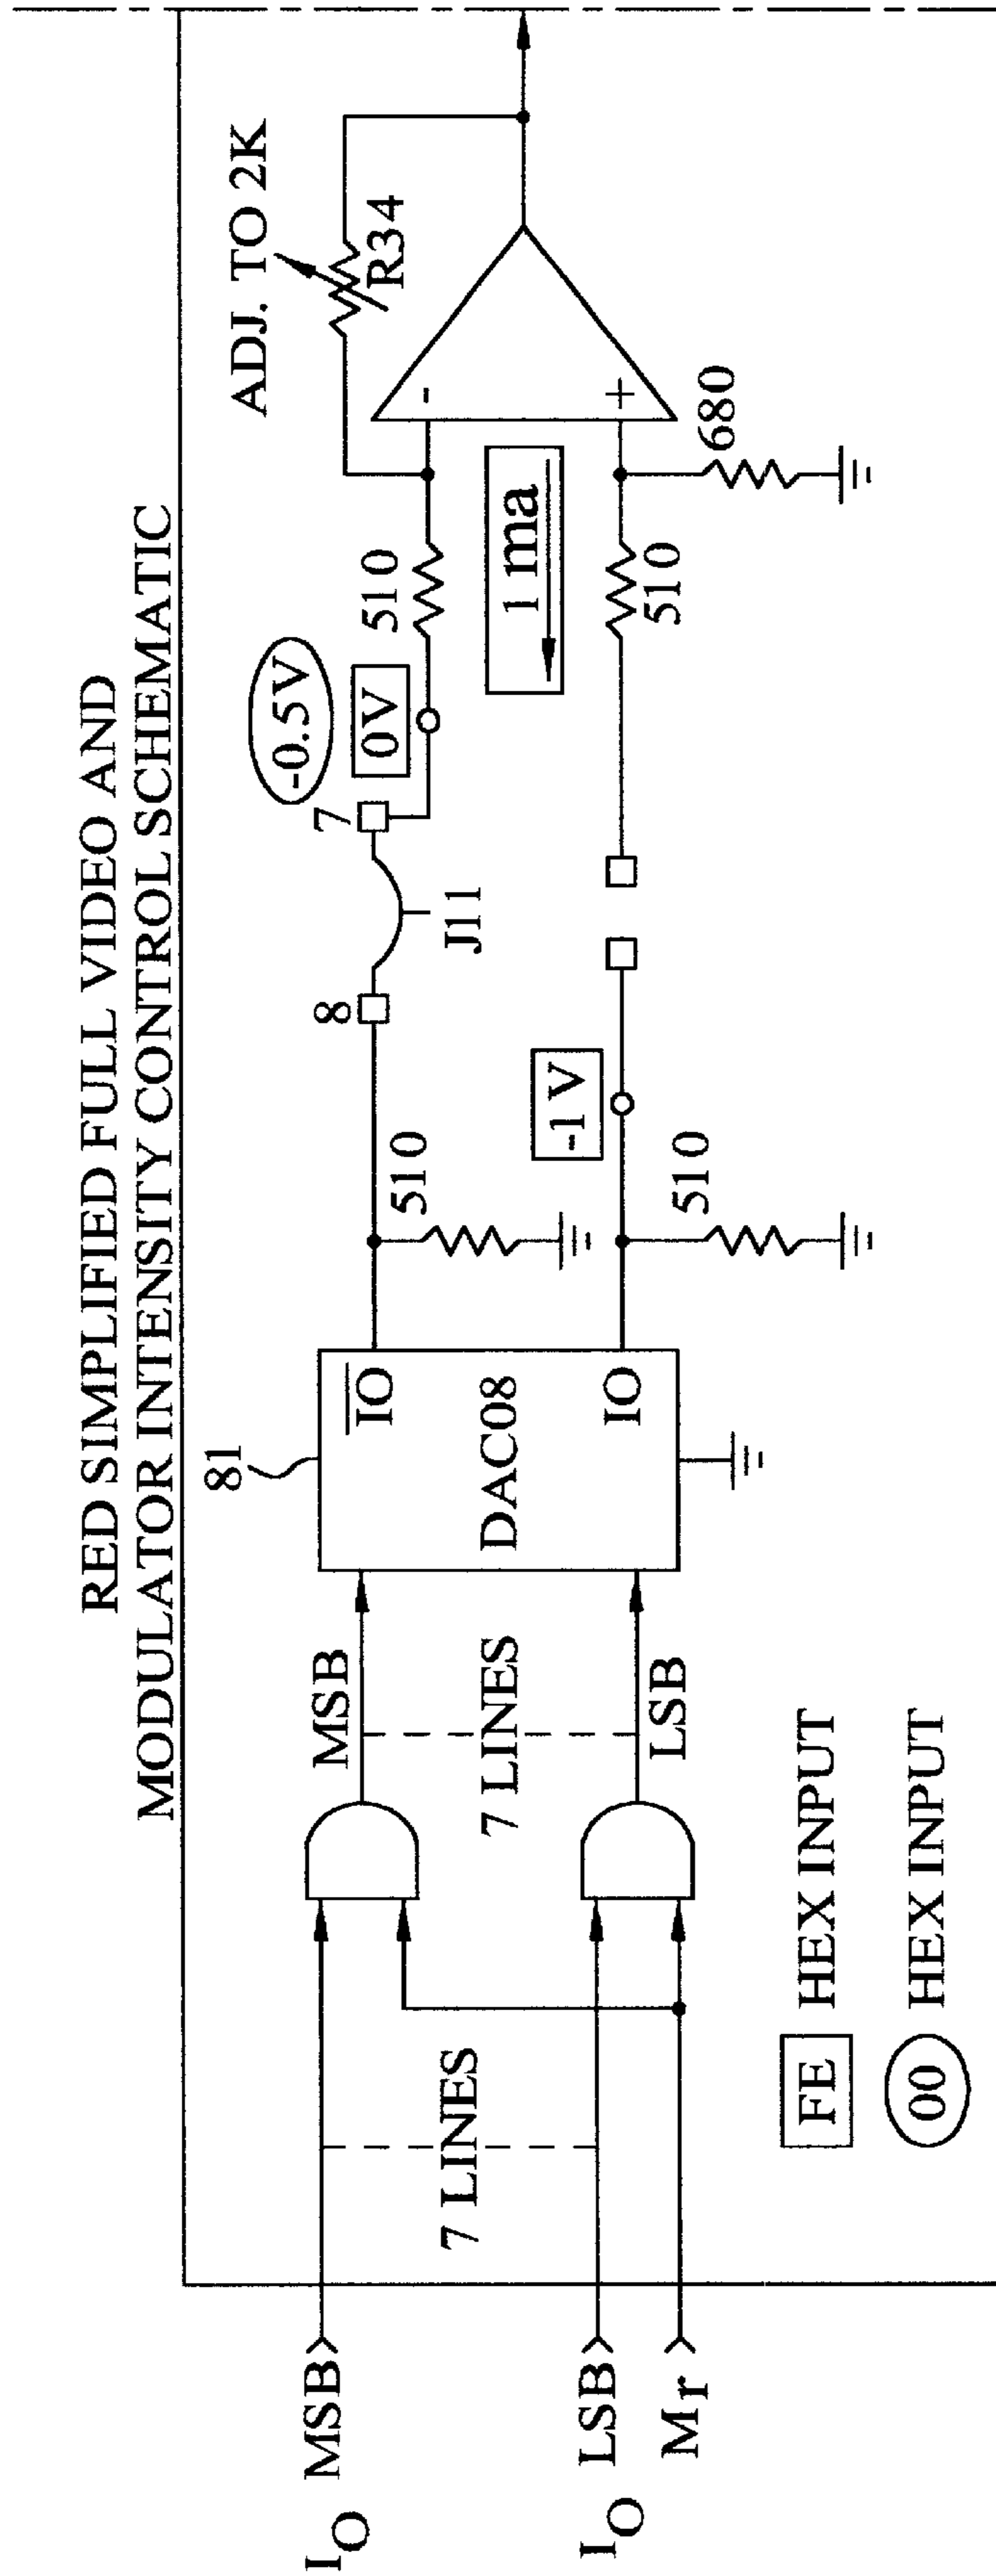 RED SIMPLIFIED FULL VIDEO AND
MODULATOR INTENSITY CONTROL SCHEMATIC
I_O MSB
I_O LSB
Mr
7 LINES
MSB
7 LINES
LSB
81
IO
DAC08
IO
510
510
-1 V
8
J11
7
-0.5V
0V
510
1 ma
510
ADJ. TO 2K
R34
-
+
680
FE HEX INPUT
00 HEX INPUT